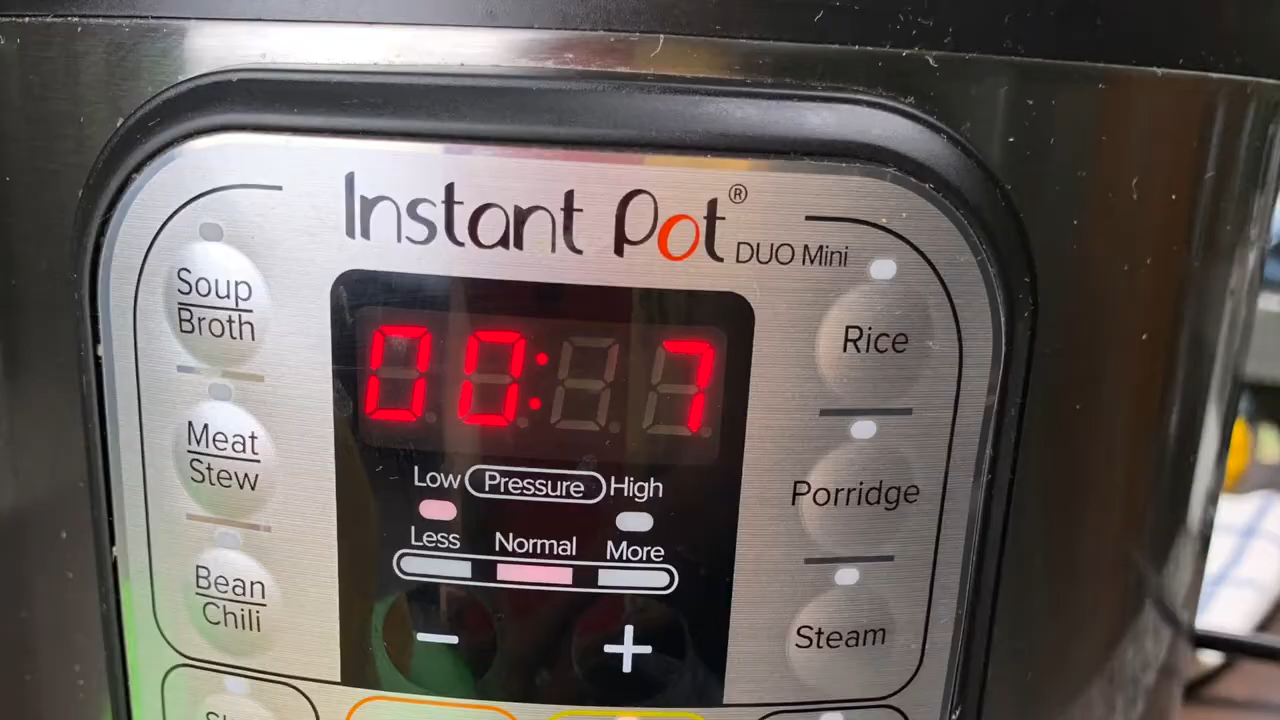 Instant Pot®
DUO Mini
00: 7
Soup
Broth
Meat
Stew
Bean
Chili
Low Pressure High
Less Normal More
− +
Rice
Porridge
Steam